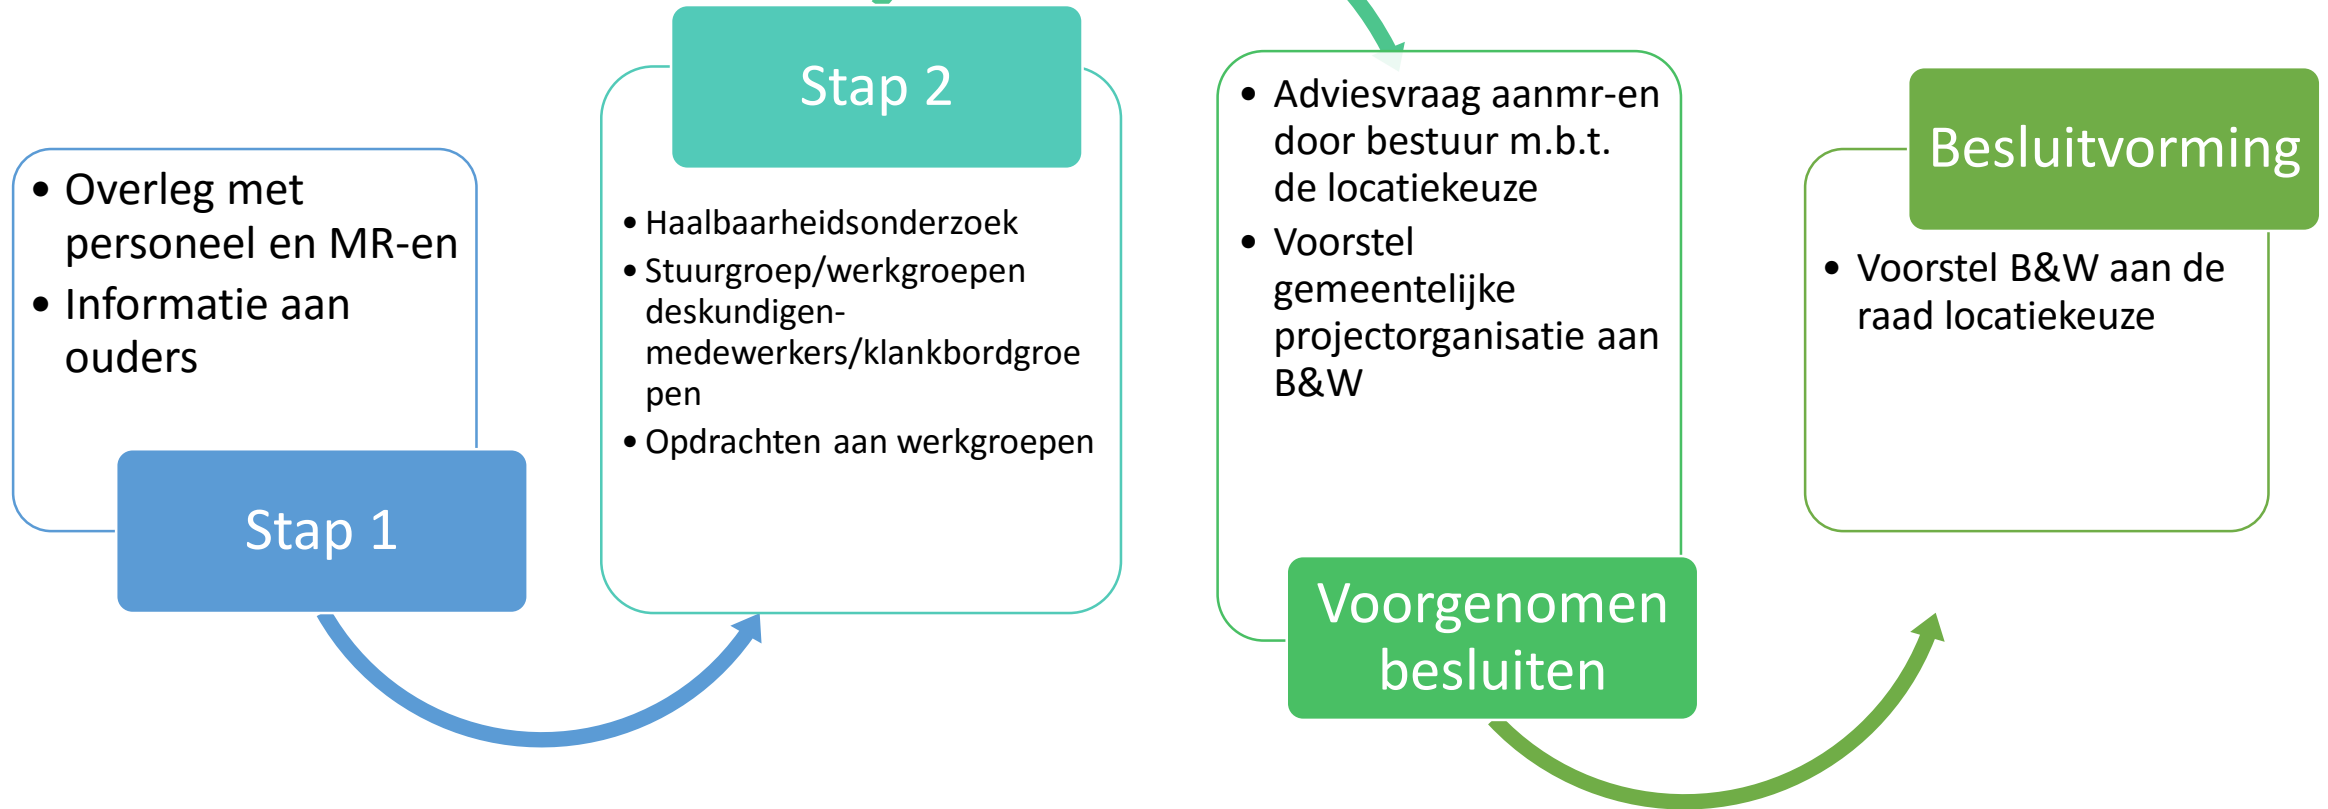 • Overleg met
personeel en MR-en
• Informatie aan
ouders
Stap 1
Stap 2
• Haalbaarheidsonderzoek
• Stuurgroep/werkgroepen
deskundigen-
medewerkers/klankbordgroe
pen
• Opdrachten aan werkgroepen
• Adviesvraag aanmr-en
door bestuur m.b.t.
de locatiekeuze
• Voorstel
gemeentelijke
projectorganisatie aan
B&W
Voorgenomen
besluiten
Besluitvorming
• Voorstel B&W aan de
raad locatiekeuze